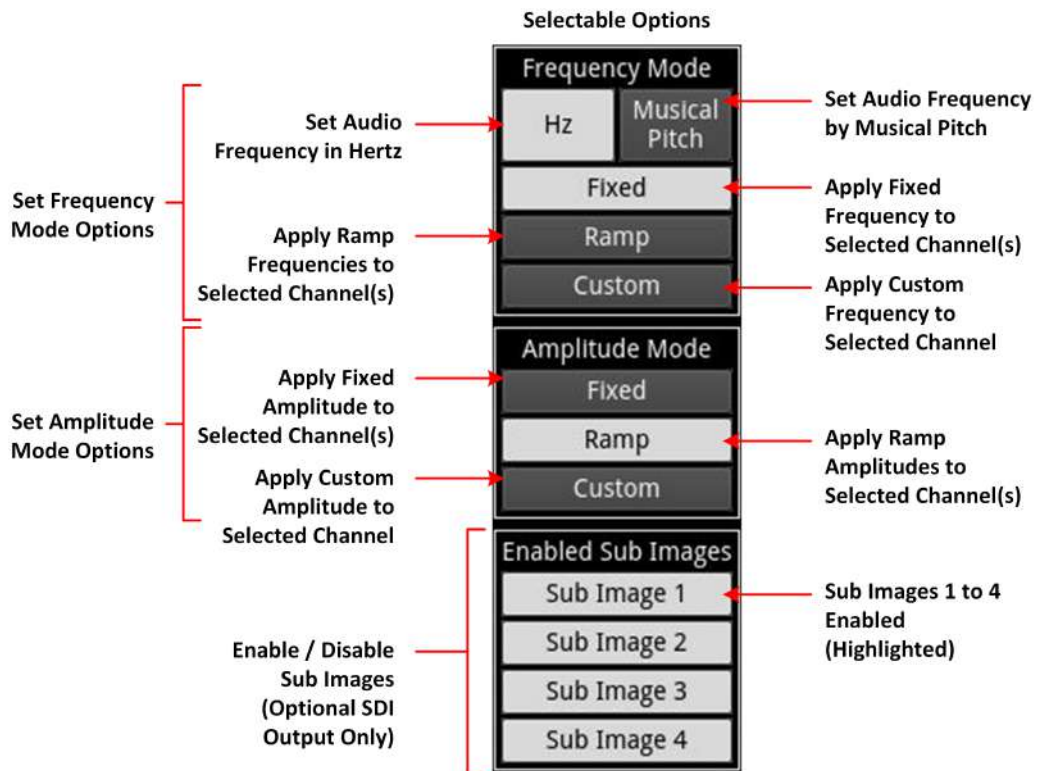 Selectable Options
Frequency Mode
Hz
Musical
Pitch
Fixed
Ramp
Custom
Set Audio
Frequency in Hertz
Set Audio Frequency
by Musical Pitch
Set Frequency
Mode Options
Apply Fixed
Frequency to
Selected Channel(s)
Apply Ramp
Frequencies to
Selected Channel(s)
Apply Custom
Frequency to
Selected Channel
Amplitude Mode
Fixed
Ramp
Custom
Apply Fixed
Amplitude to
Selected Channel(s)
Set Amplitude
Mode Options
Apply Ramp
Amplitudes to
Selected Channel(s)
Apply Custom
Amplitude to
Selected Channel
Enabled Sub Images
Sub Image 1
Sub Image 2
Sub Image 3
Sub Image 4
Sub Images 1 to 4
Enabled
(Highlighted)
Enable / Disable
Sub Images
(Optional SDI
Output Only)